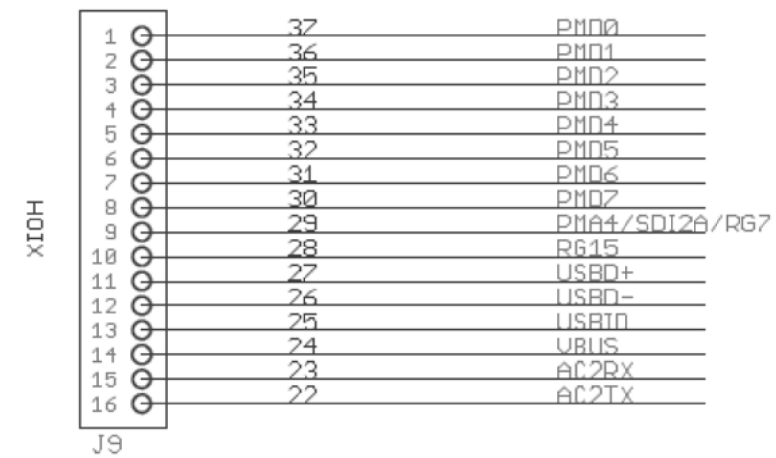 1 37 PMD0
2 36 PMD1
3 35 PMD2
4 34 PMD3
5 33 PMD4
6 32 PMD5
7 31 PMD6
8 30 PMD7
9 29 PMA4/SDI2A/RG7
10 28 RG15
11 27 USBD+
12 26 USBD-
13 25 USBID
14 24 VBUS
15 23 AC2RX
16 22 AC2TX
XIOH
J9